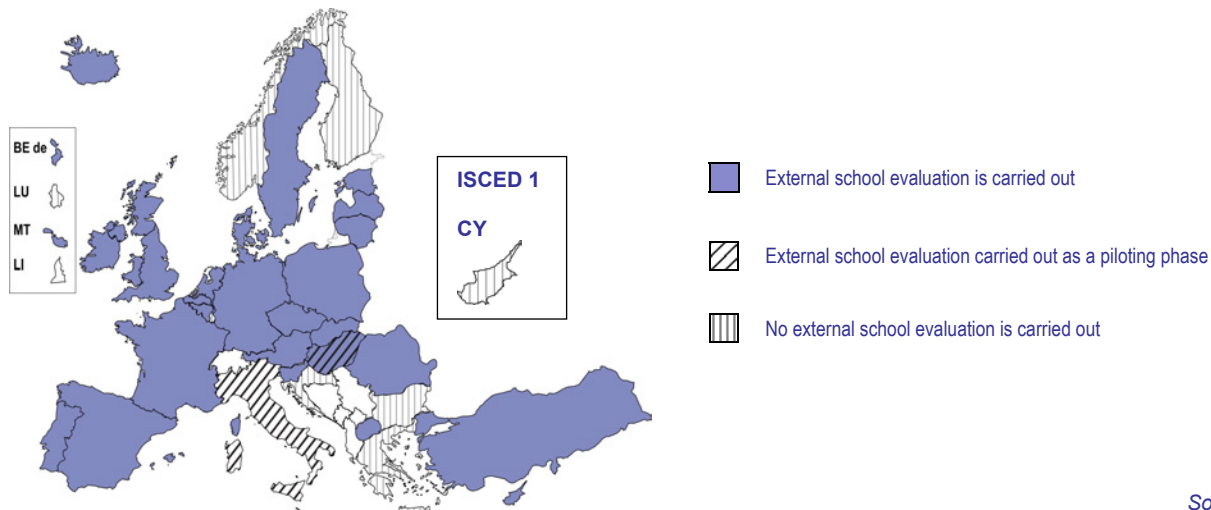 BE de
LU
MT
LI
ISCED 1
CY
External school evaluation is carried out
External school evaluation carried out as a piloting phase
No external school evaluation is carried out
So